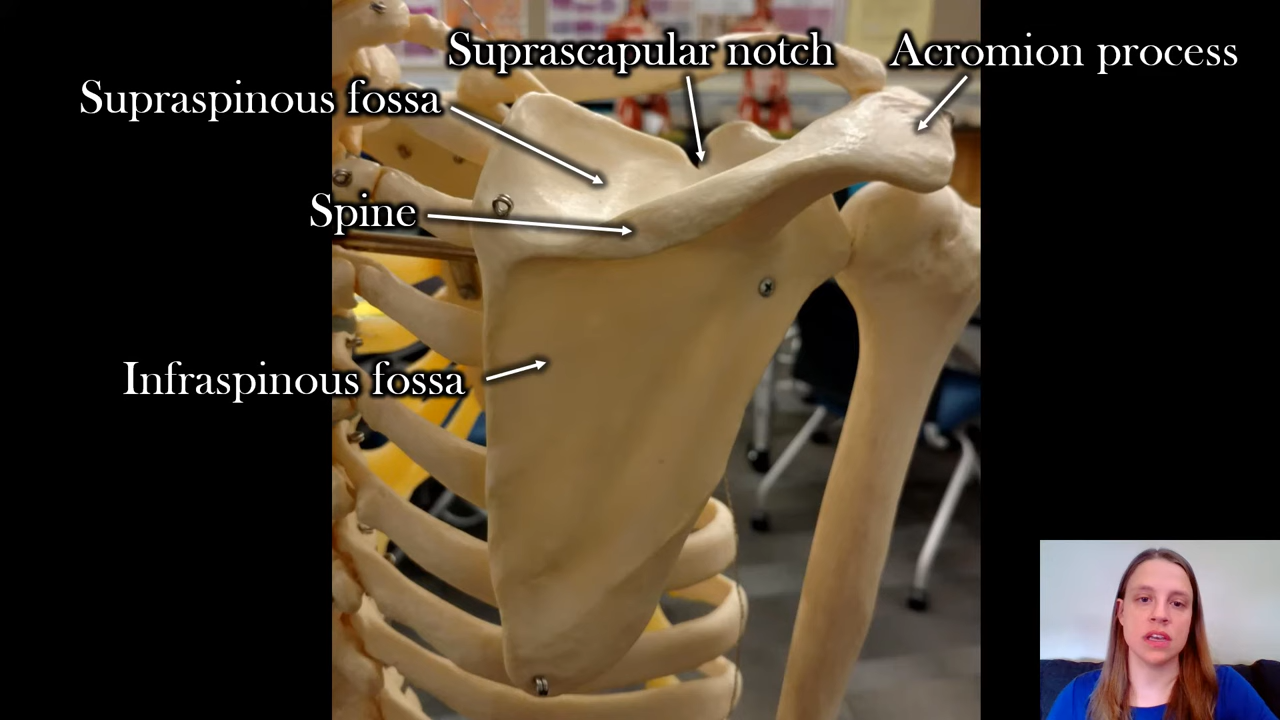 Suprascapular notch
Acromion process
Supraspinous fossa
Spine
Infraspinous fossa